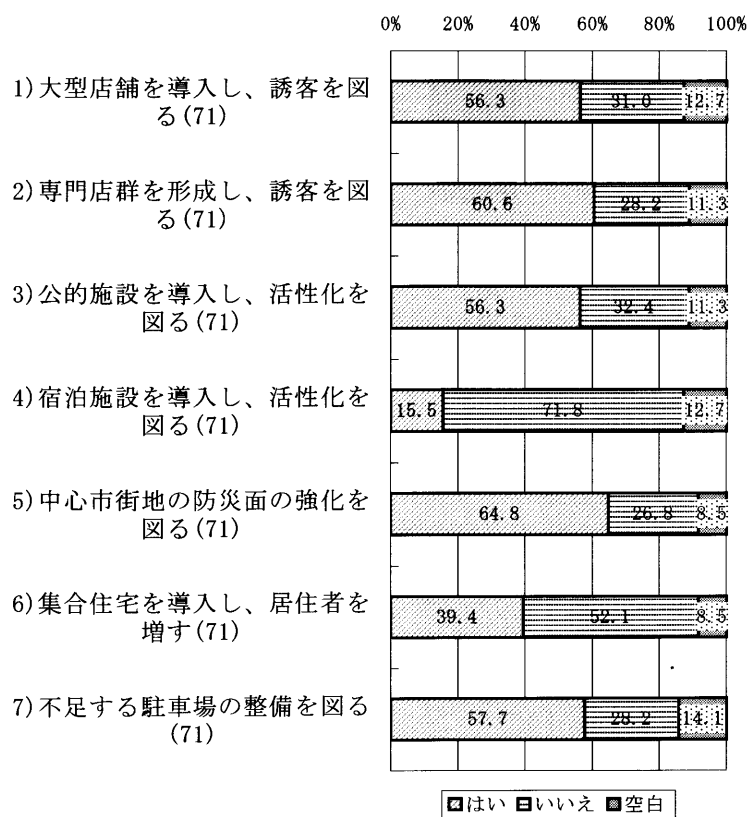 0% 20% 40% 60% 80% 100%
1)大型店舗を導入し、誘客を図
る(71)
56.3 31.0 12.7
2)専門店群を形成し、誘客を図
る(71)
60.6 28.2 11.3
3)公的施設を導入し、活性化を
図る(71)
56.3 32.4 11.3
4)宿泊施設を導入し、活性化を
図る(71)
15.5 71.8 12.7
5)中心市街地の防災面の強化を
図る(71)
64.8 26.8 8.5
6)集合住宅を導入し、居住者を
増す(71)
39.4 52.1 8.5
7)不足する駐車場の整備を図る
(71)
57.7 28.2 14.1
はい いいえ 空白